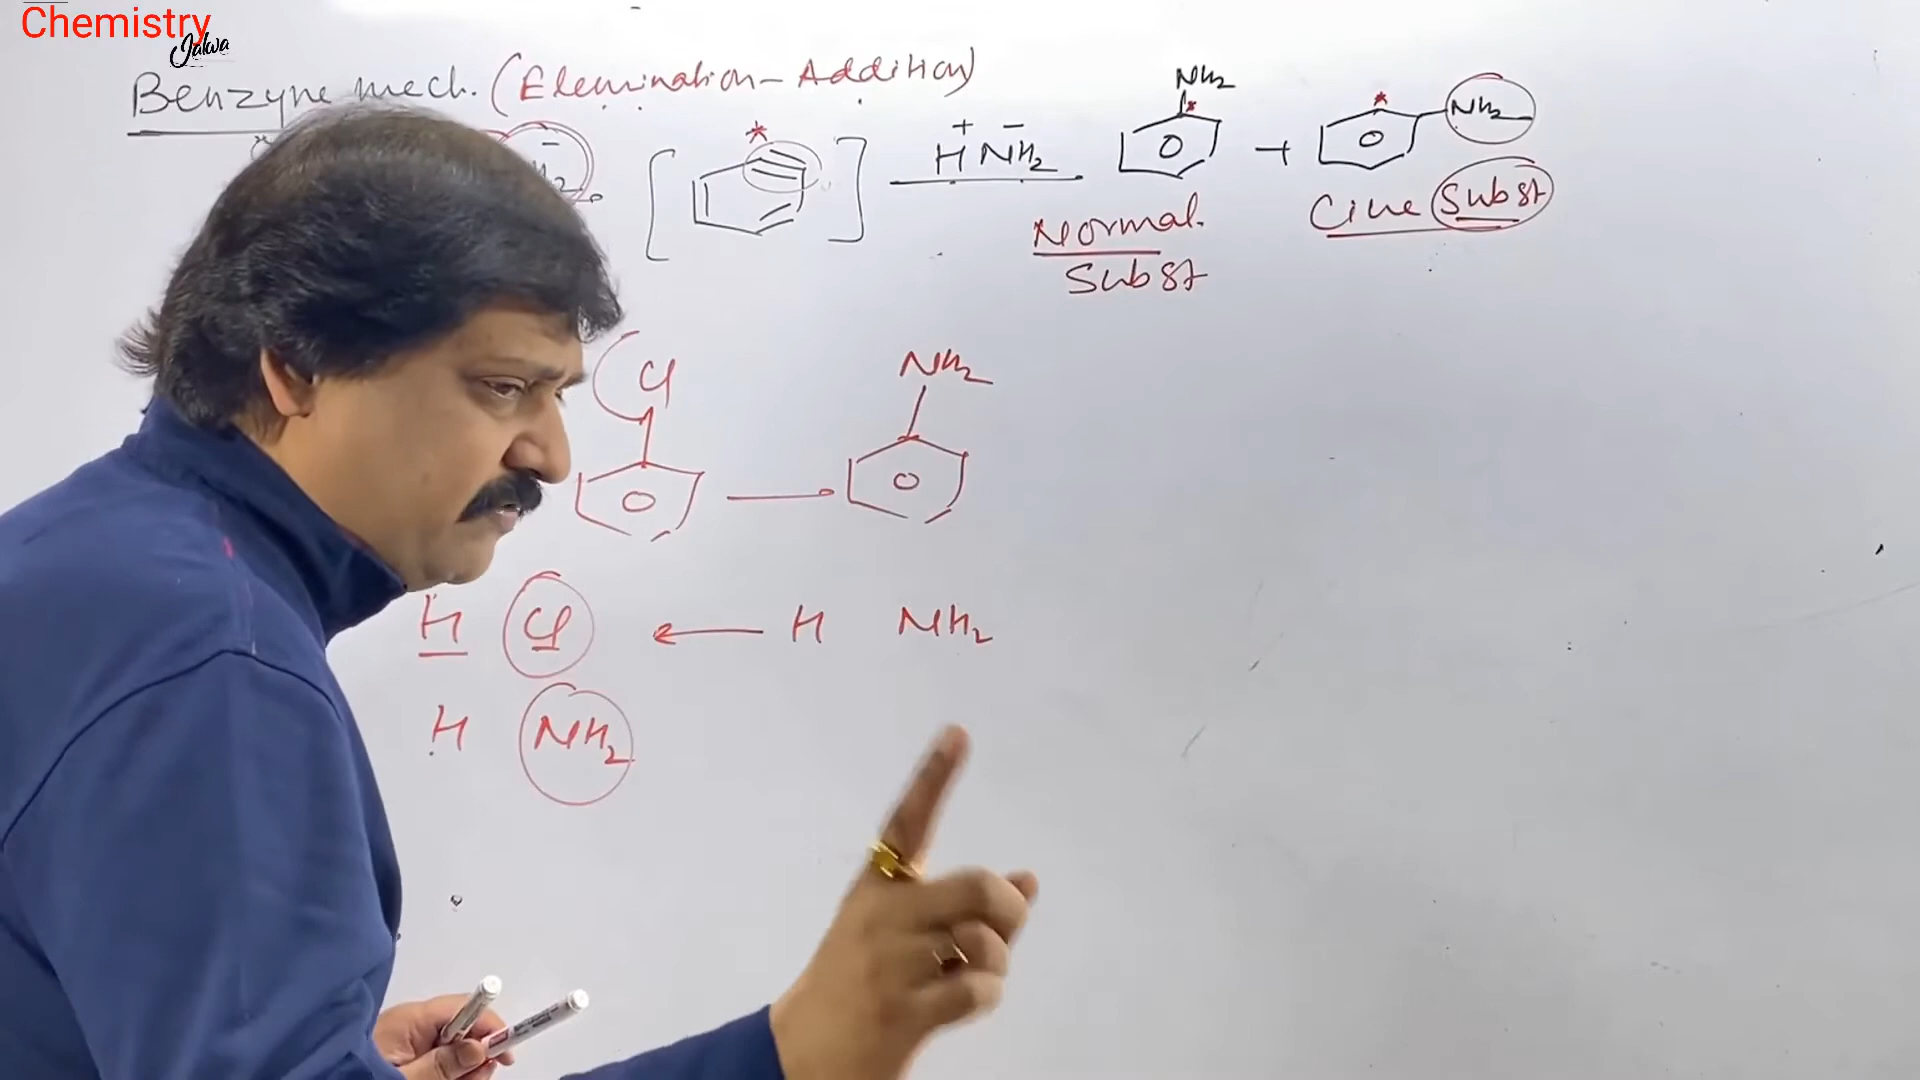 Chemistry
Jalwa
Benzyne mech. (Elemination - Addition)
* + - NH2 * * NH2
H NH2 +
Normal Subst Cine Subst
Cl NH2
H Cl ← H NH2
H NH2